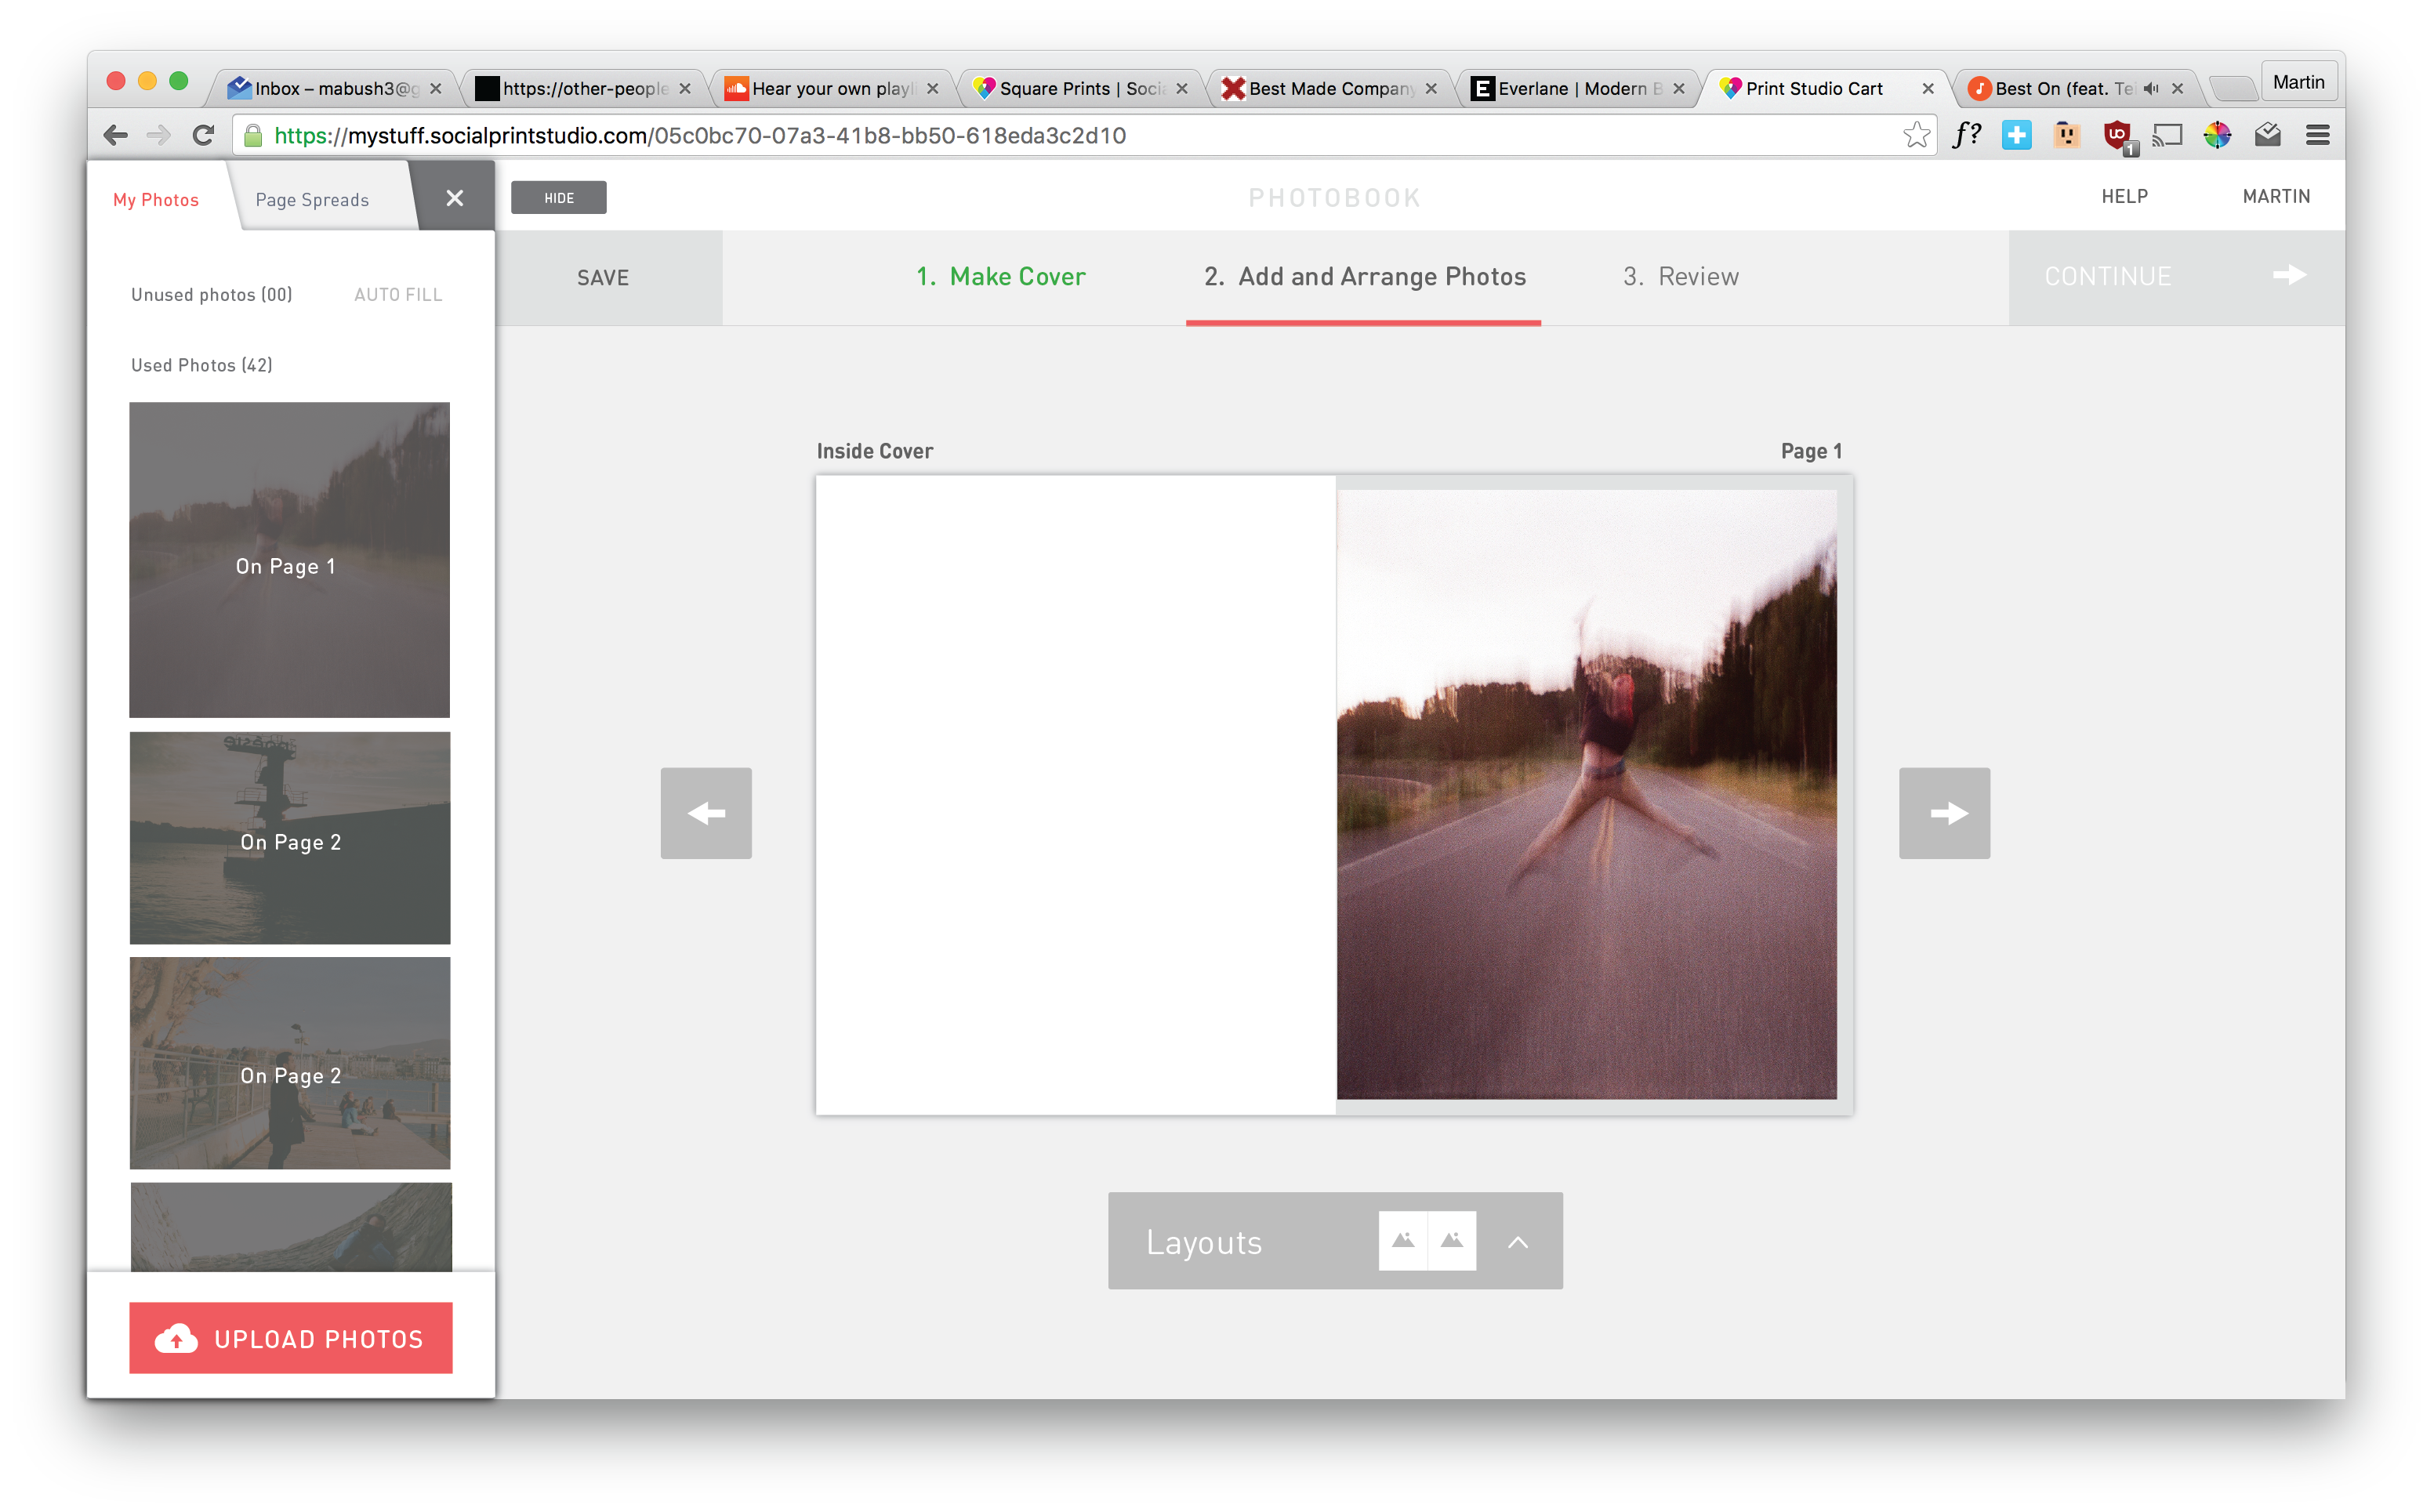 Inbox – mabush3@g
https://other-people
Hear your own playl
Square Prints | Socia
Best Made Company
Everlane | Modern B
Print Studio Cart
Best On (feat. Tei
Martin
https://mystuff.socialprintstudio.com/05c0bc70-07a3-41b8-bb50-618eda3c2d10
f?
1
My Photos
Page Spreads
HIDE
PHOTOBOOK
HELP
MARTIN
SAVE
1. Make Cover
2. Add and Arrange Photos
3. Review
CONTINUE
Unused photos (00)
AUTO FILL
Used Photos (42)
Inside Cover
Page 1
On Page 1
On Page 2
On Page 2
Layouts
UPLOAD PHOTOS